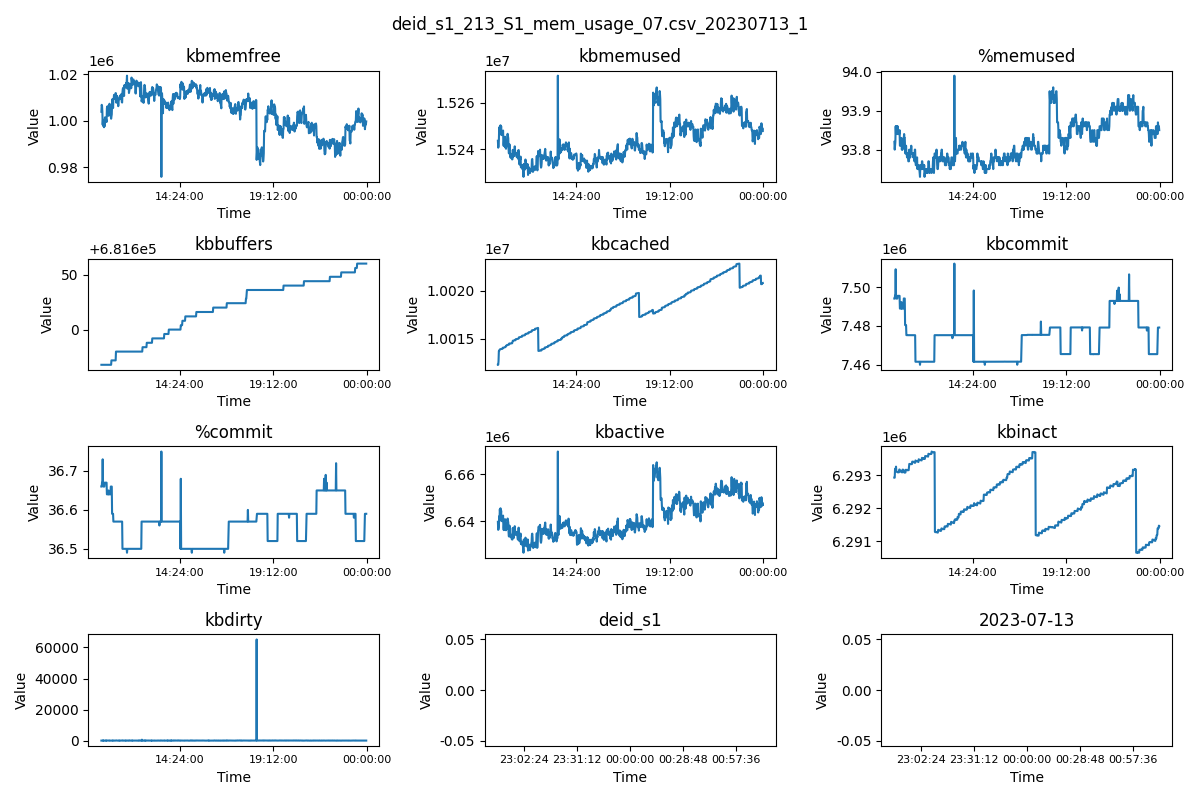 deid_s1_213_S1_mem_usage_07.csv_20230713_1
kbmemfree
1e6
1.02
1.00
0.98
Value
14:24:00 19:12:00 00:00:00
Time
kbmemused
1e7
1.526
1.524
Value
14:24:00 19:12:00 00:00:00
Time
%memused
94.0
93.9
93.8
Value
14:24:00 19:12:00 00:00:00
Time
kbbuffers
+6.816e5
50
0
Value
14:24:00 19:12:00 00:00:00
Time
kbcached
1e7
1.0020
1.0015
Value
14:24:00 19:12:00 00:00:00
Time
kbcommit
1e6
7.50
7.48
7.46
Value
14:24:00 19:12:00 00:00:00
Time
%commit
36.7
36.6
36.5
Value
14:24:00 19:12:00 00:00:00
Time
kbactive
1e6
6.66
6.64
Value
14:24:00 19:12:00 00:00:00
Time
kbinact
1e6
6.293
6.292
6.291
Value
14:24:00 19:12:00 00:00:00
Time
kbdirty
60000
40000
20000
0
Value
14:24:00 19:12:00 00:00:00
Time
deid_s1
0.05
0.00
-0.05
Value
23:02:24 23:31:12 00:00:00 00:28:48 00:57:36
Time
2023-07-13
0.05
0.00
-0.05
Value
23:02:24 23:31:12 00:00:00 00:28:48 00:57:36
Time